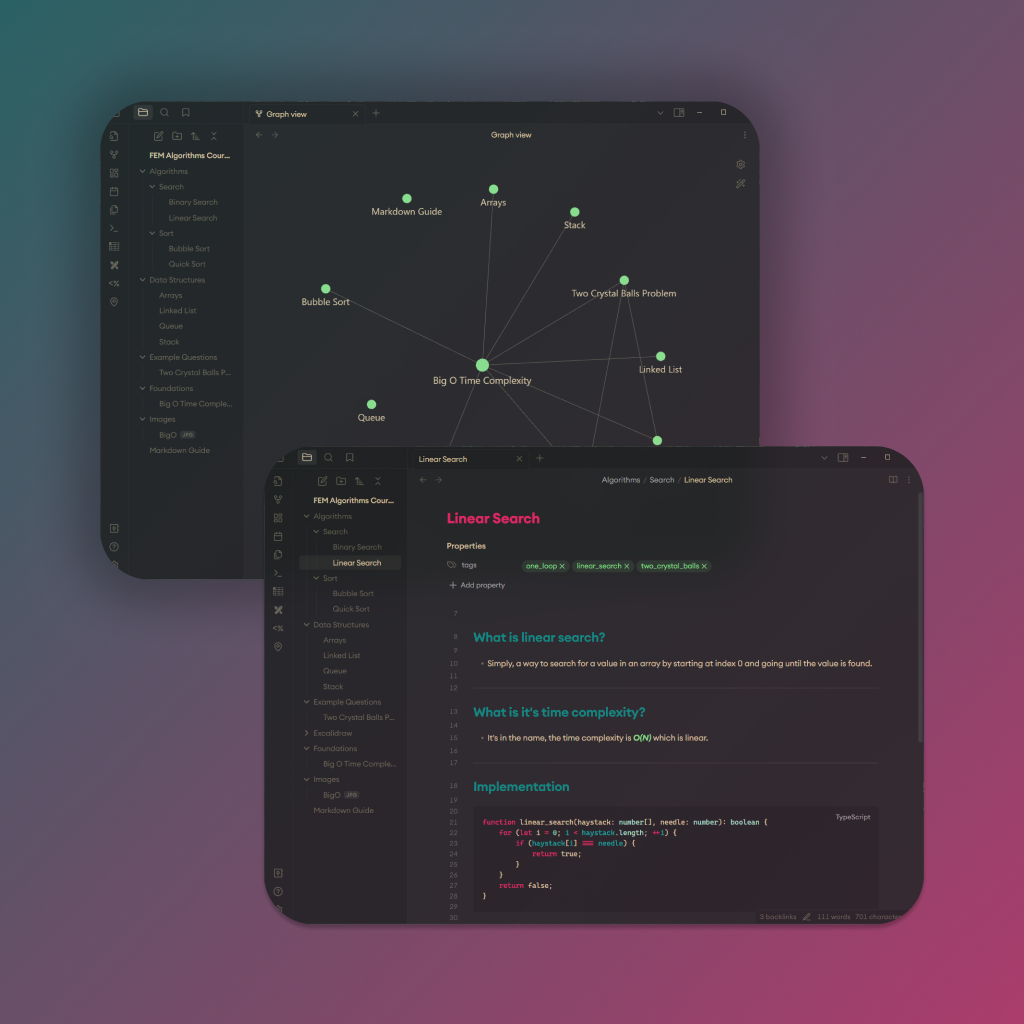 Graph view
Graph view
FEM Algorithms Cour...
Algorithms
Search
Binary Search
Linear Search
Sort
Bubble Sort
Quick Sort
Data Structures
Arrays
Linked List
Queue
Stack
Example Questions
Two Crystal Balls P...
Foundations
Big O Time Comple...
Images
BigO JPG
Markdown Guide
Markdown Guide
Arrays
Stack
Bubble Sort
Two Crystal Balls Problem
Linked List
Big O Time Complexity
Queue
Linear Search
Algorithms / Search / Linear Search
FEM Algorithms Cour...
Algorithms
Search
Binary Search
Linear Search
Sort
Bubble Sort
Quick Sort
Data Structures
Arrays
Linked List
Queue
Stack
Example Questions
Two Crystal Balls P...
Excalidraw
Foundations
Big O Time Comple...
Images
BigO JPG
Markdown Guide
Linear Search
Properties
tags one_loop linear_search two_crystal_balls
Add property
7
8 What is linear search?
9
10 • Simply, a way to search for a value in an array by starting at index 0 and going until the value is found.
11
12
13 What is it's time complexity?
14
15 • It's in the name, the time complexity is O(N) which is linear.
16
17
18 Implementation
19
20 TypeScript
21 function linear_search(haystack: number[], needle: number): boolean {
22 for (let i = 0; i < haystack.length; ++i) {
23 if (haystack[i] === needle) {
24 return true;
25 }
26 }
27 return false;
28 }
29
30
3 backlinks 111 words 701 character